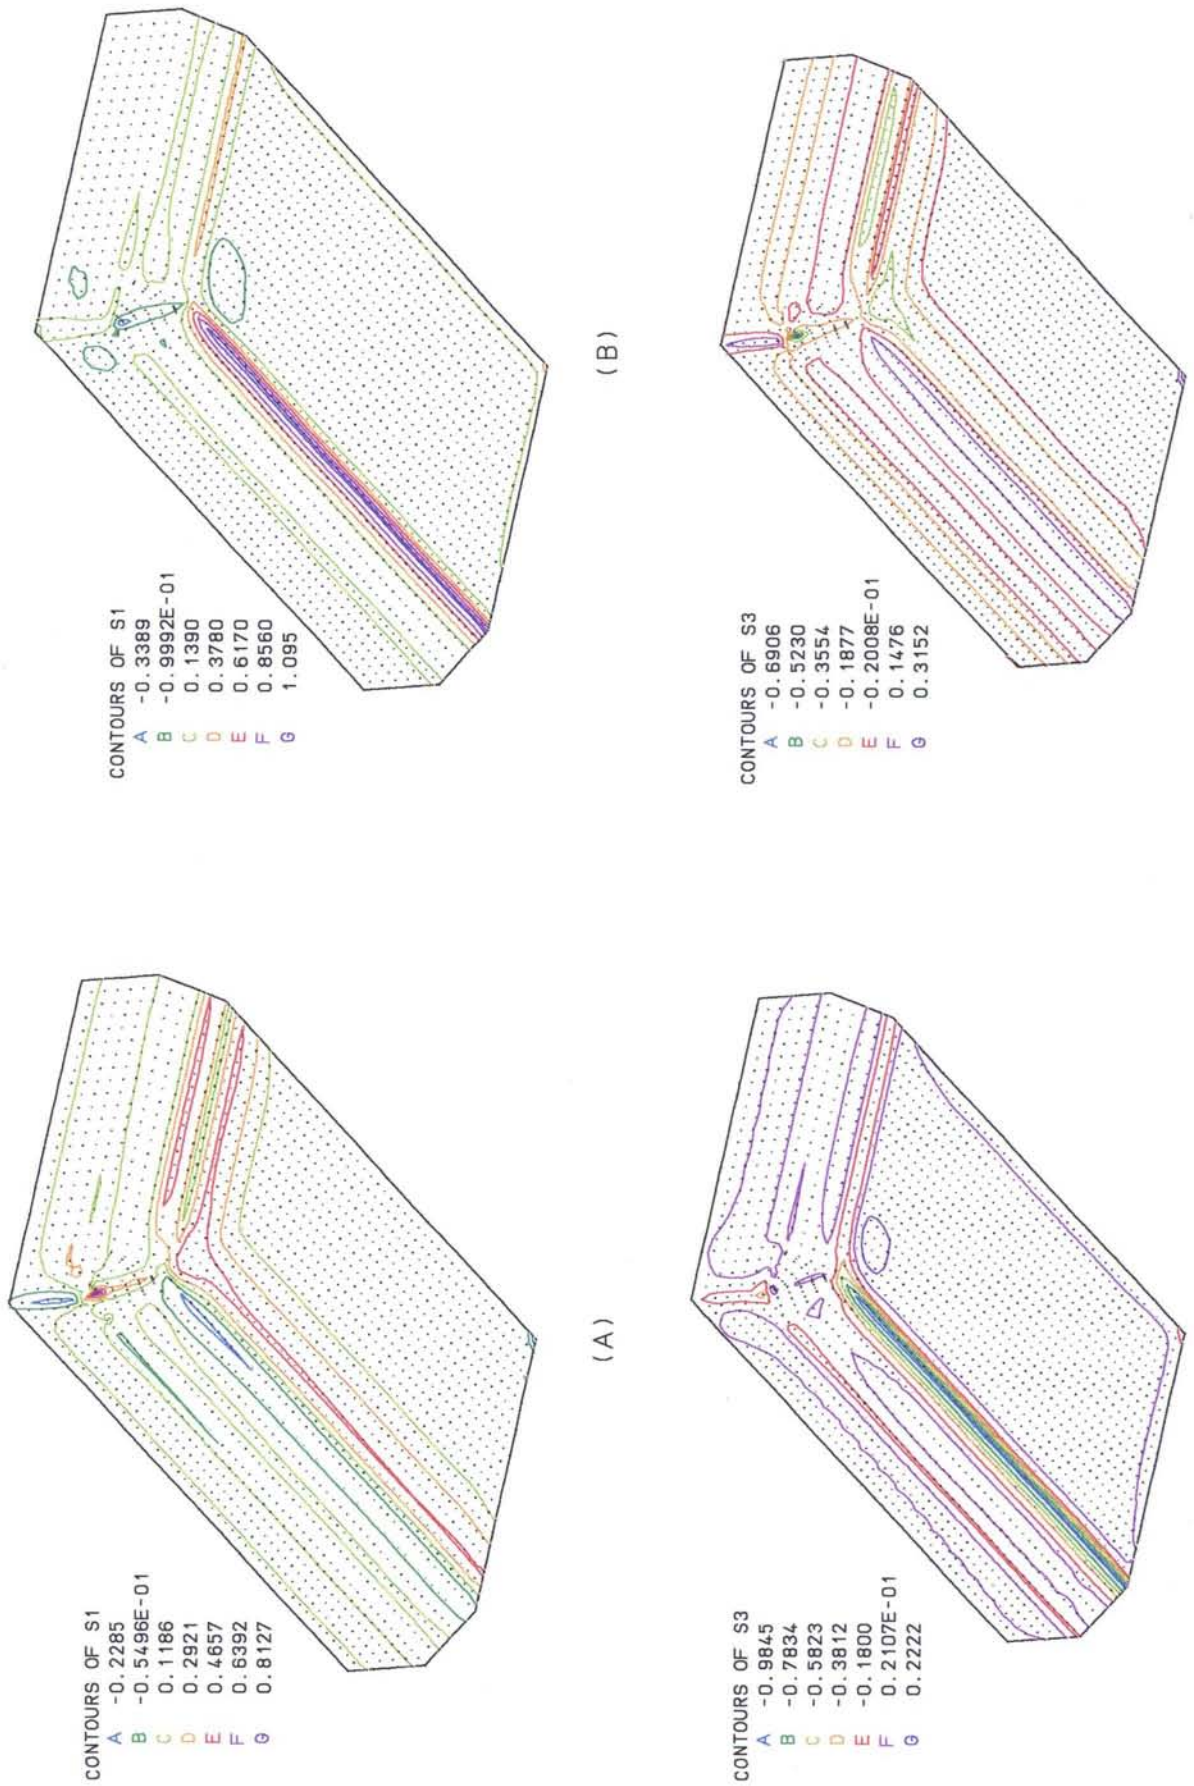 CONTOURS OF S1
A -0.2285
B -0.5496E-01
C 0.1186
D 0.2921
E 0.4657
F 0.6392
G 0.8127
(A)
CONTOURS OF S3
A -0.9845
B -0.7834
C -0.5823
D -0.3812
E -0.1800
F 0.2107E-01
G 0.2222
CONTOURS OF S1
A -0.3389
B -0.9992E-01
C 0.1390
D 0.3780
E 0.6170
F 0.8560
G 1.095
(B)
CONTOURS OF S3
A -0.6906
B -0.5230
C -0.3554
D -0.1877
E -0.2008E-01
F 0.1476
G 0.3152